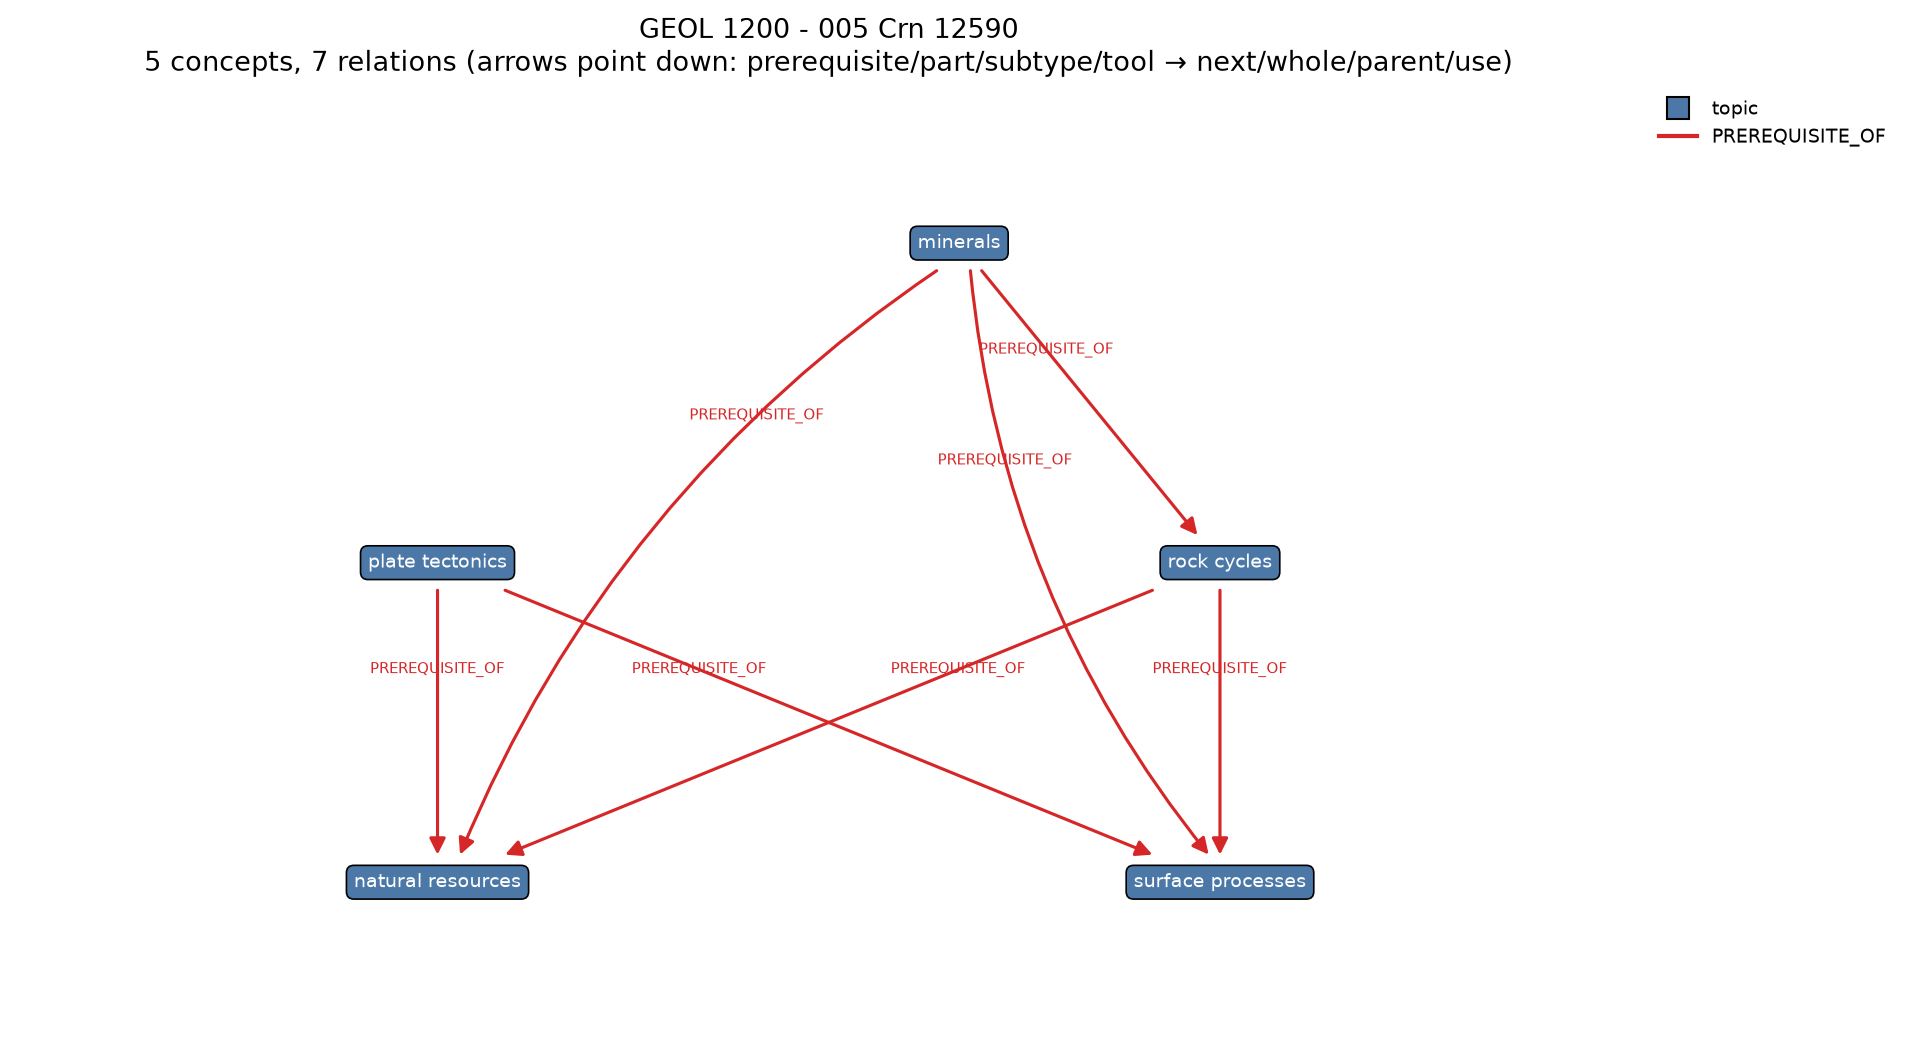 GEOL 1200 - 005 Crn 12590
5 concepts, 7 relations (arrows point down: prerequisite/part/subtype/tool → next/whole/parent/use)
topic
PREREQUISITE_OF
minerals
PREREQUISITE_OF
PREREQUISITE_OF
PREREQUISITE_OF
plate tectonics
rock cycles
PREREQUISITE_OF
PREREQUISITE_OF
PREREQUISITE_OF
PREREQUISITE_OF
natural resources
surface processes